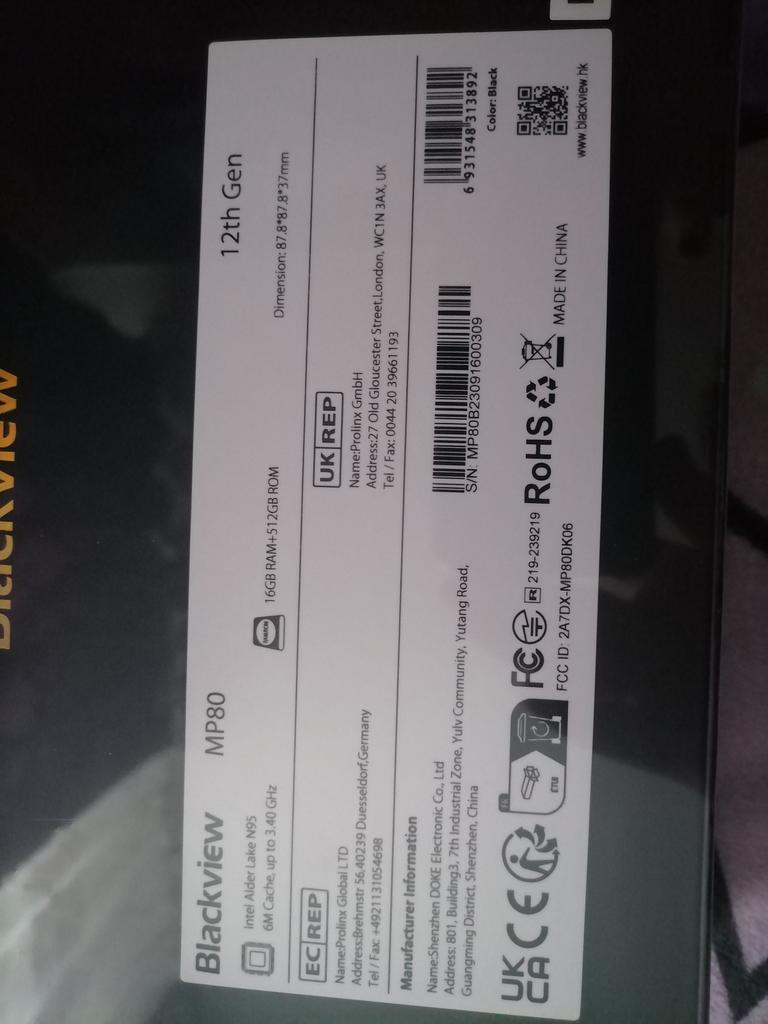 Blackview
Blackview MP80 12th Gen
Intel Alder Lake N95
6M Cache, up to 3.40 GHz
16GB RAM+512GB ROM
Dimension: 87.8*87.8*37mm
EC REP
Name:Prolinx Global LTD
Address:Brehmstr 56,40239 Duesseldorf,Germany
Tel / Fax: +4921131054698
UK REP
Name:Prolinx GmbH
Address:27 Old Gloucester Street,London, WC1N 3AX, UK
Tel / Fax: 0044 20 39661193
Manufacturer Information
Name:Shenzhen DOKE Electronic Co., Ltd
Address: 801, Building3, 7th Industrial Zone, Yulv Community, Yutang Road,
Guangming District, Shenzhen, China
S/N: MP80B23091600309
6 931548 313892
Color: Black
UK
CA CE
FR
ÉTUI
FC R 219-239219
FCC ID: 2A7DX-MP80DK06
RoHS
MADE IN CHINA
www.blackview.hk